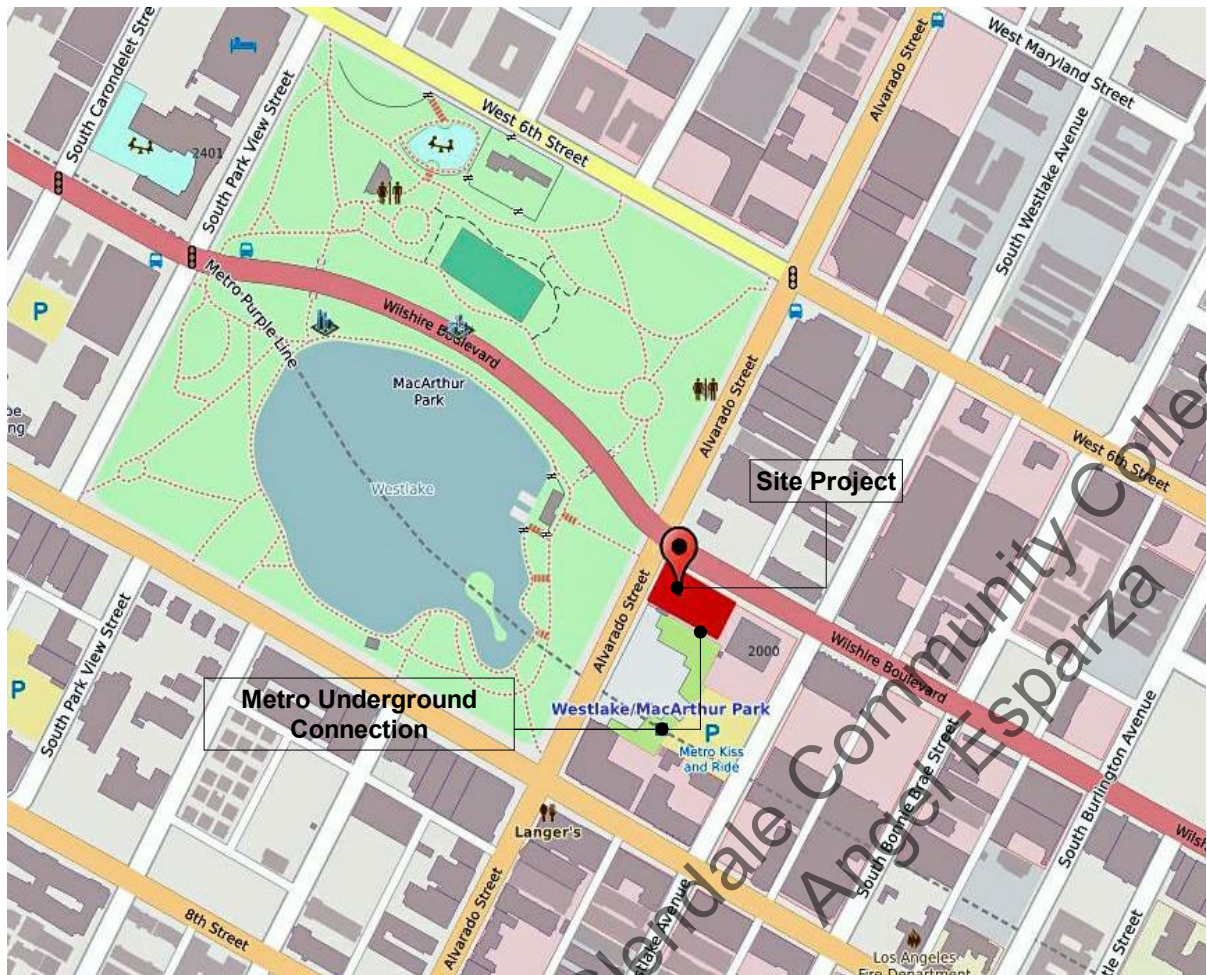 South Carondelet Street
2401
South Park View Street
West 6th Street
Alvarado Street
West Maryland Street
South Westlake Avenue
P
Metro Purple Line
Wilshire Boulevard
MacArthur
Park
Westlake
Alvarado Street
Site Project
West 6th Street
Alvarado Street
2000
Wilshire Boulevard
Metro Underground
Connection
Westlake/MacArthur Park
P
Metro Kiss
and Ride
South Park View Street
P
Langer's
South Bonnie Brae Street
South Burlington Avenue
8th Street
Alvarado Street
Los Angeles
Fire Department
Glendale Community
Angel Esparza